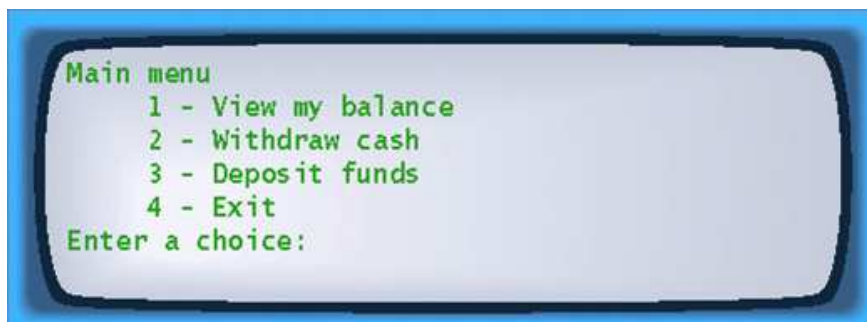 Main menu
1 - View my balance
2 - Withdraw cash
3 - Deposit funds
4 - Exit
Enter a choice: